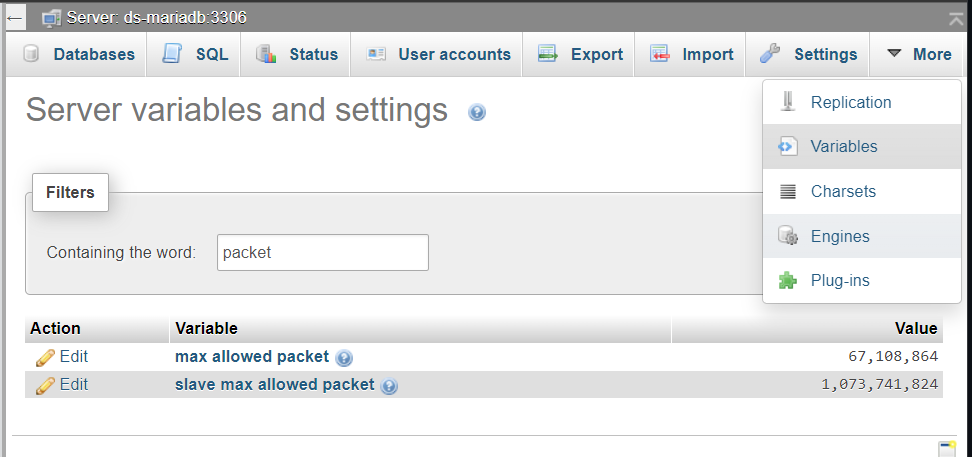 Server: ds-mariadb:3306
Databases SQL Status User accounts Export Import Settings More
Server variables and settings
Replication
Variables
Charsets
Engines
Plug-ins
Filters
Containing the word: packet
Action Variable Value
Edit max allowed packet 67,108,864
Edit slave max allowed packet 1,073,741,824